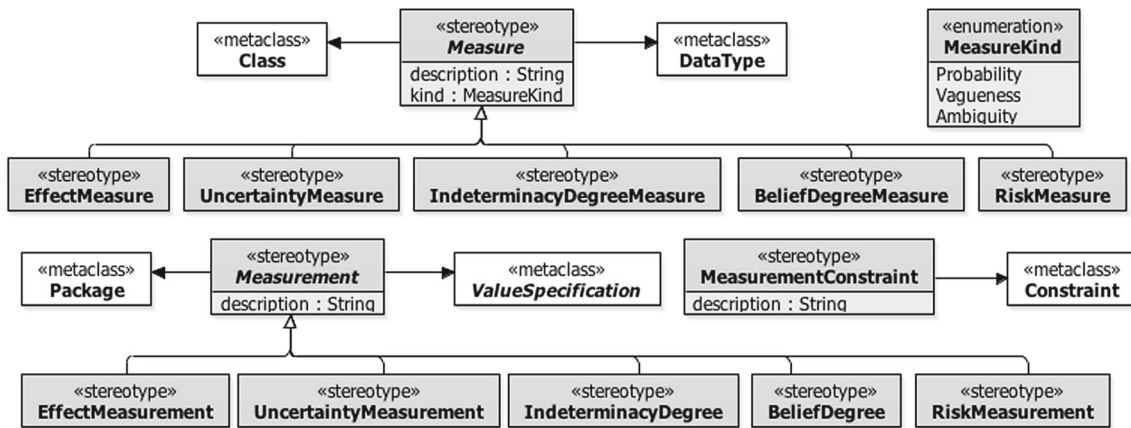 «metaclass»
Class
«stereotype»
Measure
description : String
kind : MeasureKind
«metaclass»
DataType
«enumeration»
MeasureKind
Probability
Vagueness
Ambiguity
«stereotype»
EffectMeasure
«stereotype»
UncertaintyMeasure
«stereotype»
IndeterminacyDegreeMeasure
«stereotype»
BeliefDegreeMeasure
«stereotype»
RiskMeasure
«metaclass»
Package
«stereotype»
Measurement
description : String
«metaclass»
ValueSpecification
«stereotype»
MeasurementConstraint
description : String
«metaclass»
Constraint
«stereotype»
EffectMeasurement
«stereotype»
UncertaintyMeasurement
«stereotype»
IndeterminacyDegree
«stereotype»
BeliefDegree
«stereotype»
RiskMeasurement